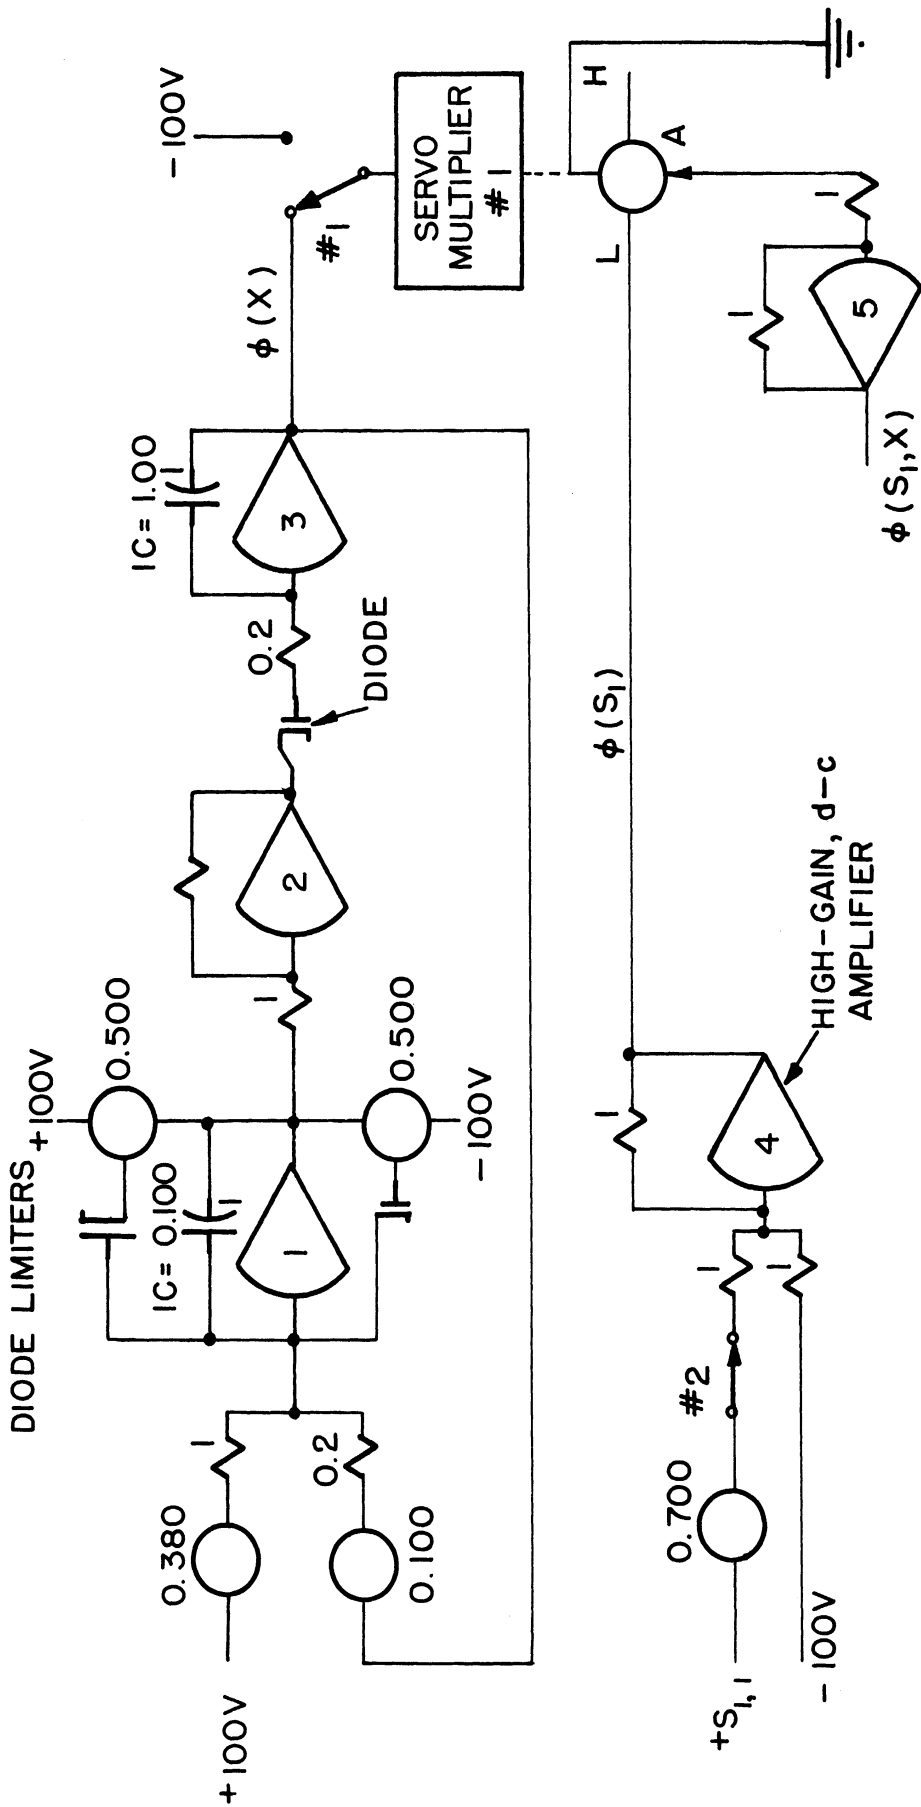 DIODE LIMITERS
+100V
0.500
IC = 0.100
1
1
0.380
1
+100V
0.100
0.2
0.500
-100V
1
2
DIODE
0.2
IC = 1.00
1
3
ϕ (X)
#1
-100V
SERVO
MULTIPLIER
#1
+S1,1
0.700
#2
1
1
-100V
1
4
HIGH-GAIN, d-c
AMPLIFIER
ϕ (S1)
L
H
A
1
1
5
ϕ (S1,X)